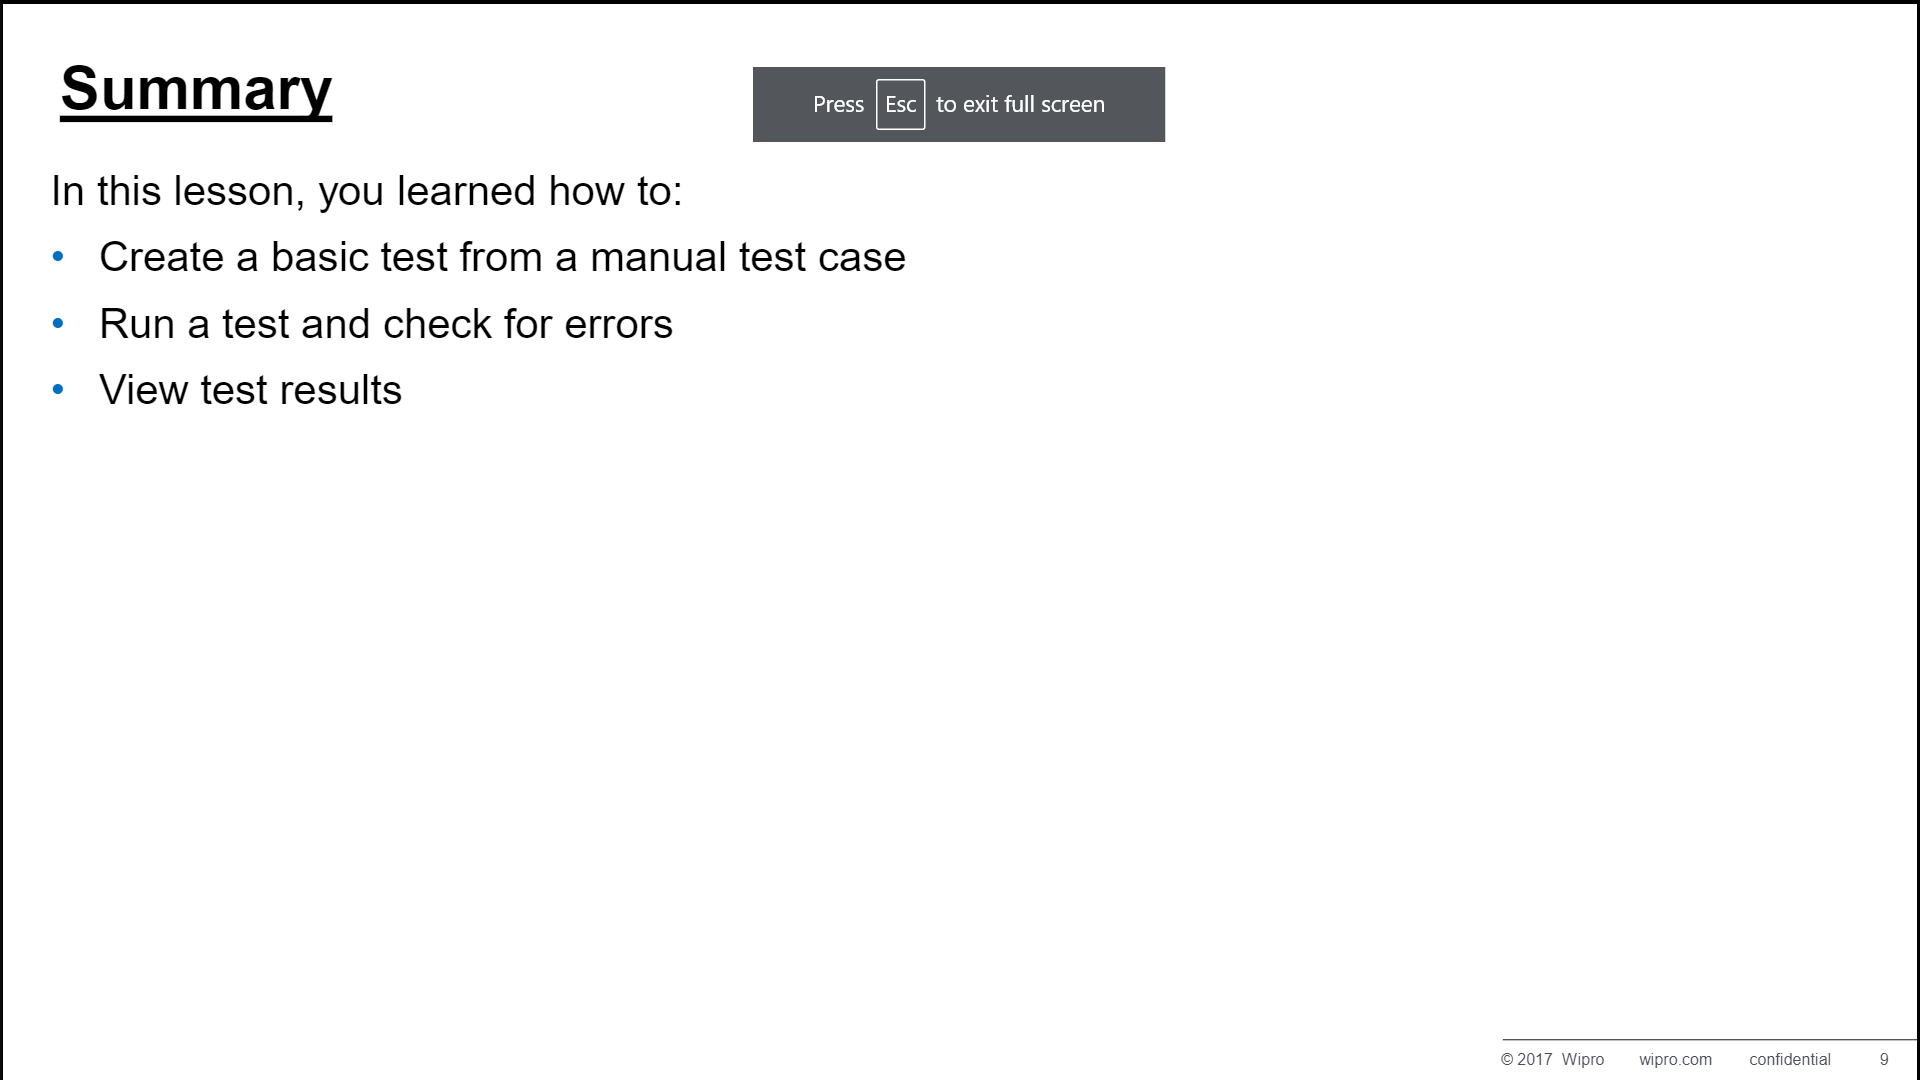 Summary
Press Esc to exit full screen
In this lesson, you learned how to:
• Create a basic test from a manual test case
• Run a test and check for errors
• View test results
© 2017 Wipro wipro.com confidential 9